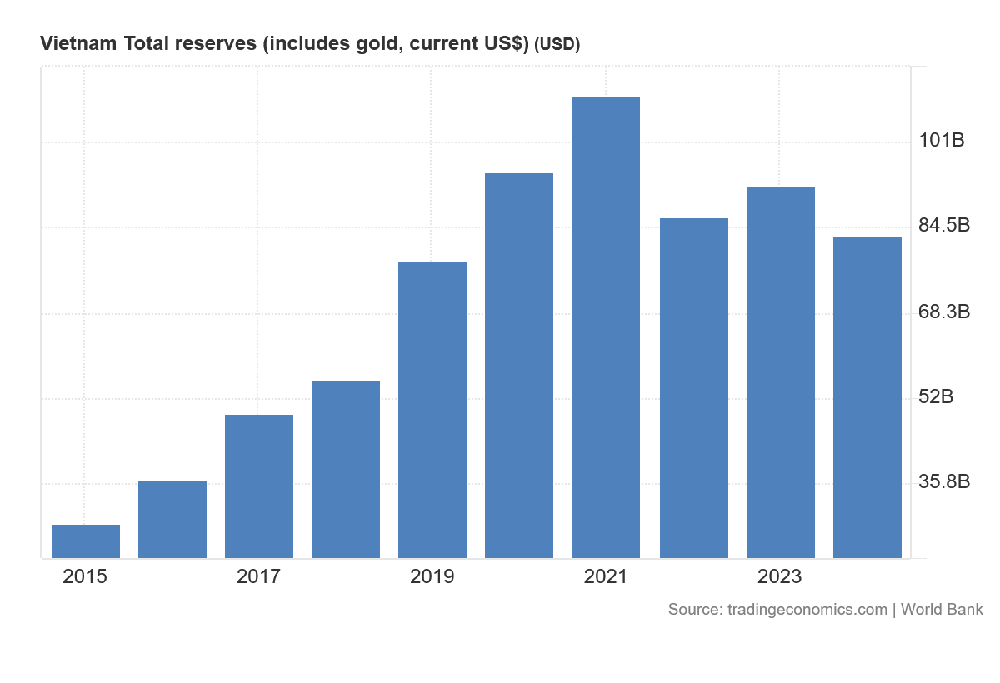 Vietnam Total reserves (includes gold, current US$) (USD)
101B
84.5B
68.3B
52B
35.8B
2015 2017 2019 2021 2023
Source: tradingeconomics.com | World Bank